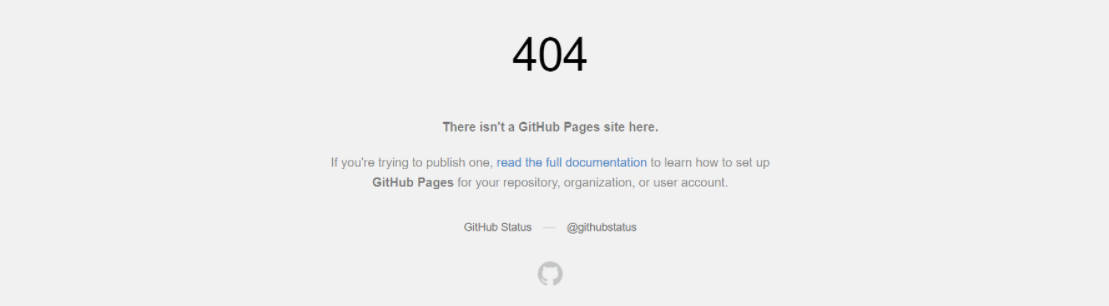 404
There isn't a GitHub Pages site here.
If you're trying to publish one, read the full documentation to learn how to set up
GitHub Pages for your repository, organization, or user account.
GitHub Status — @githubstatus